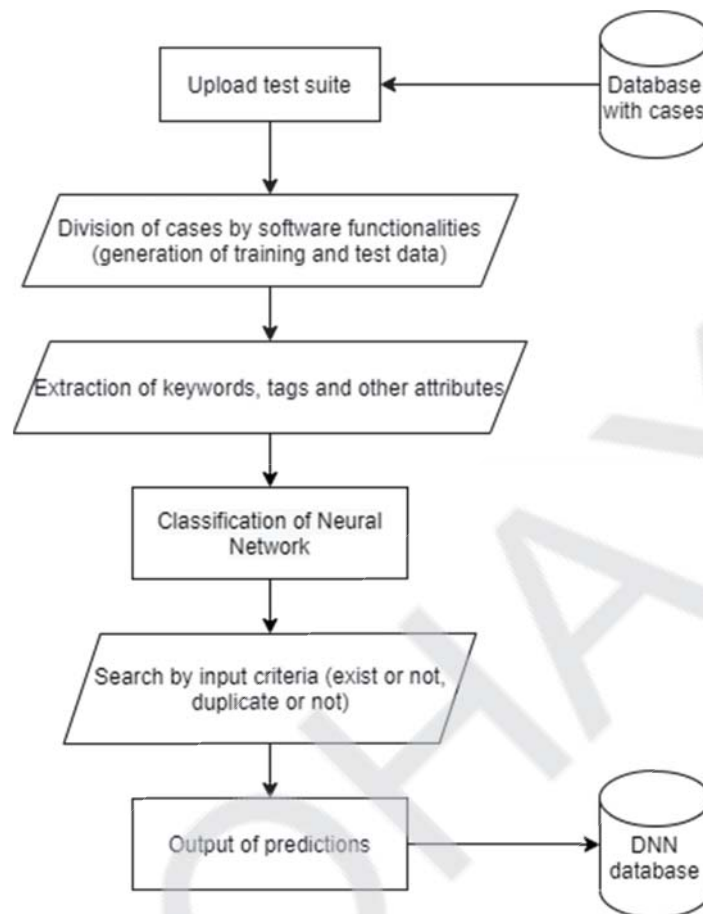 Upload test suite
Database
with cases
Division of cases by software functionalities
(generation of training and test data)
Extraction of keywords, tags and other attributes
Classification of Neural
Network
Search by input criteria (exist or not,
duplicate or not)
Output of predictions
DNN
database
OHAY